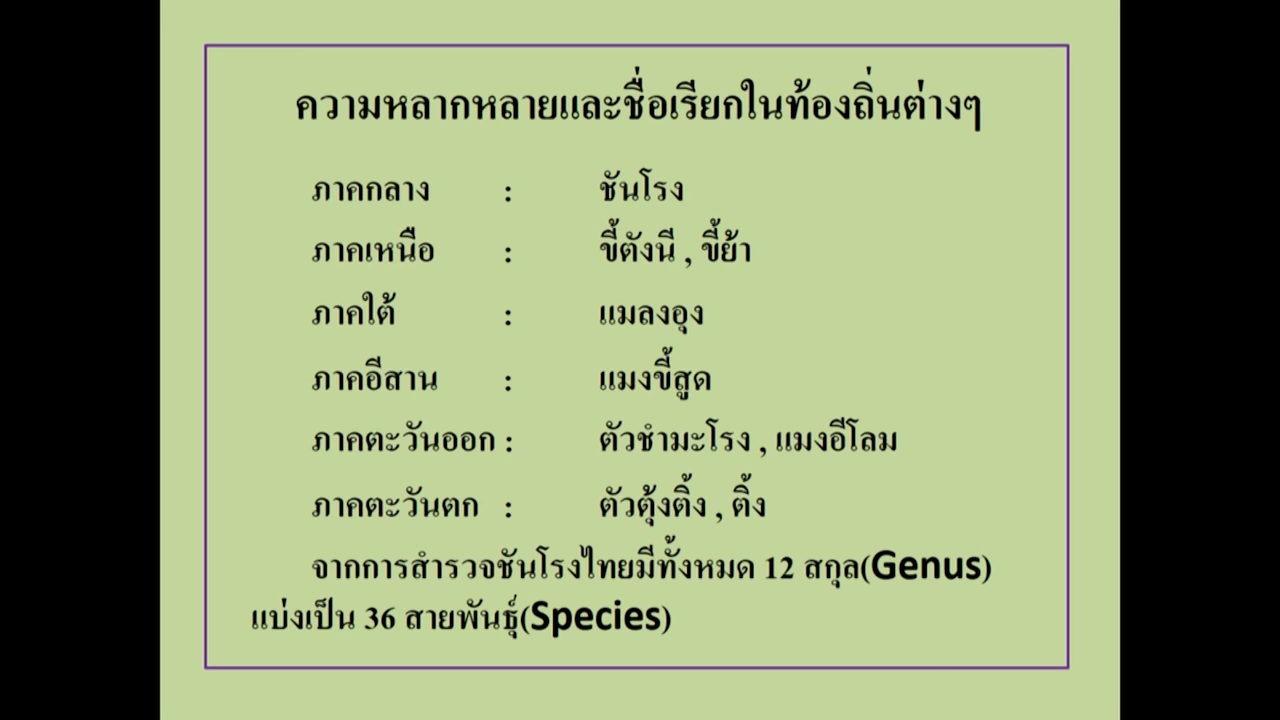 ความหลากหลายและชื่อเรียกในท้องถิ่นต่างๆ
ภาคกลาง : ชันโรง
ภาคเหนือ : ขี้ตังนี , ขี้ย้า
ภาคใต้ : แมลงอุง
ภาคอีสาน : แมงขี้สูด
ภาคตะวันออก : ตัวชำมะโรง , แมงอีโลม
ภาคตะวันตก : ตัวตุ้งติ้ง , ติ้ง
จากการสำรวจชันโรงไทยมีทั้งหมด 12 สกุล(Genus)
แบ่งเป็น 36 สายพันธุ์(Species)